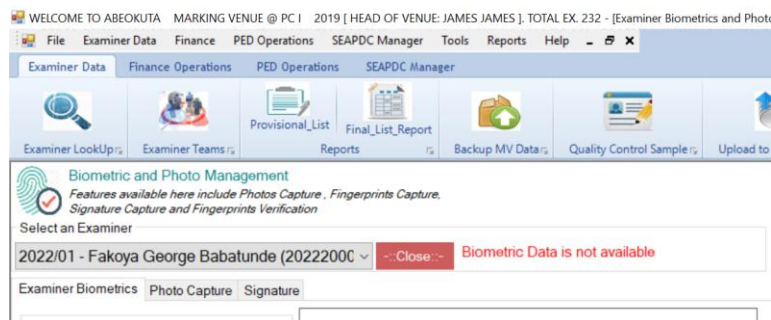 WELCOME TO ABEOKUTA MARKING VENUE @ PC I 2019 [ HEAD OF VENUE: JAMES JAMES ]. TOTAL EX. 232 - [Examiner Biometrics and Photo
File Examiner Data Finance PED Operations SEAPDC Manager Tools Reports Help
Examiner Data Finance Operations PED Operations SEAPDC Manager
Provisional_List Final_List_Report
Examiner LookUp Examiner Teams Reports Backup MV Data Quality Control Sample Upload to
Biometric and Photo Management
Features available here include Photos Capture , Fingerprints Capture,
Signature Capture and Fingerprints Verification
Select an Examiner
2022/01 - Fakoya George Babatunde (20222000 -::Close::- Biometric Data is not available
Examiner Biometrics Photo Capture Signature